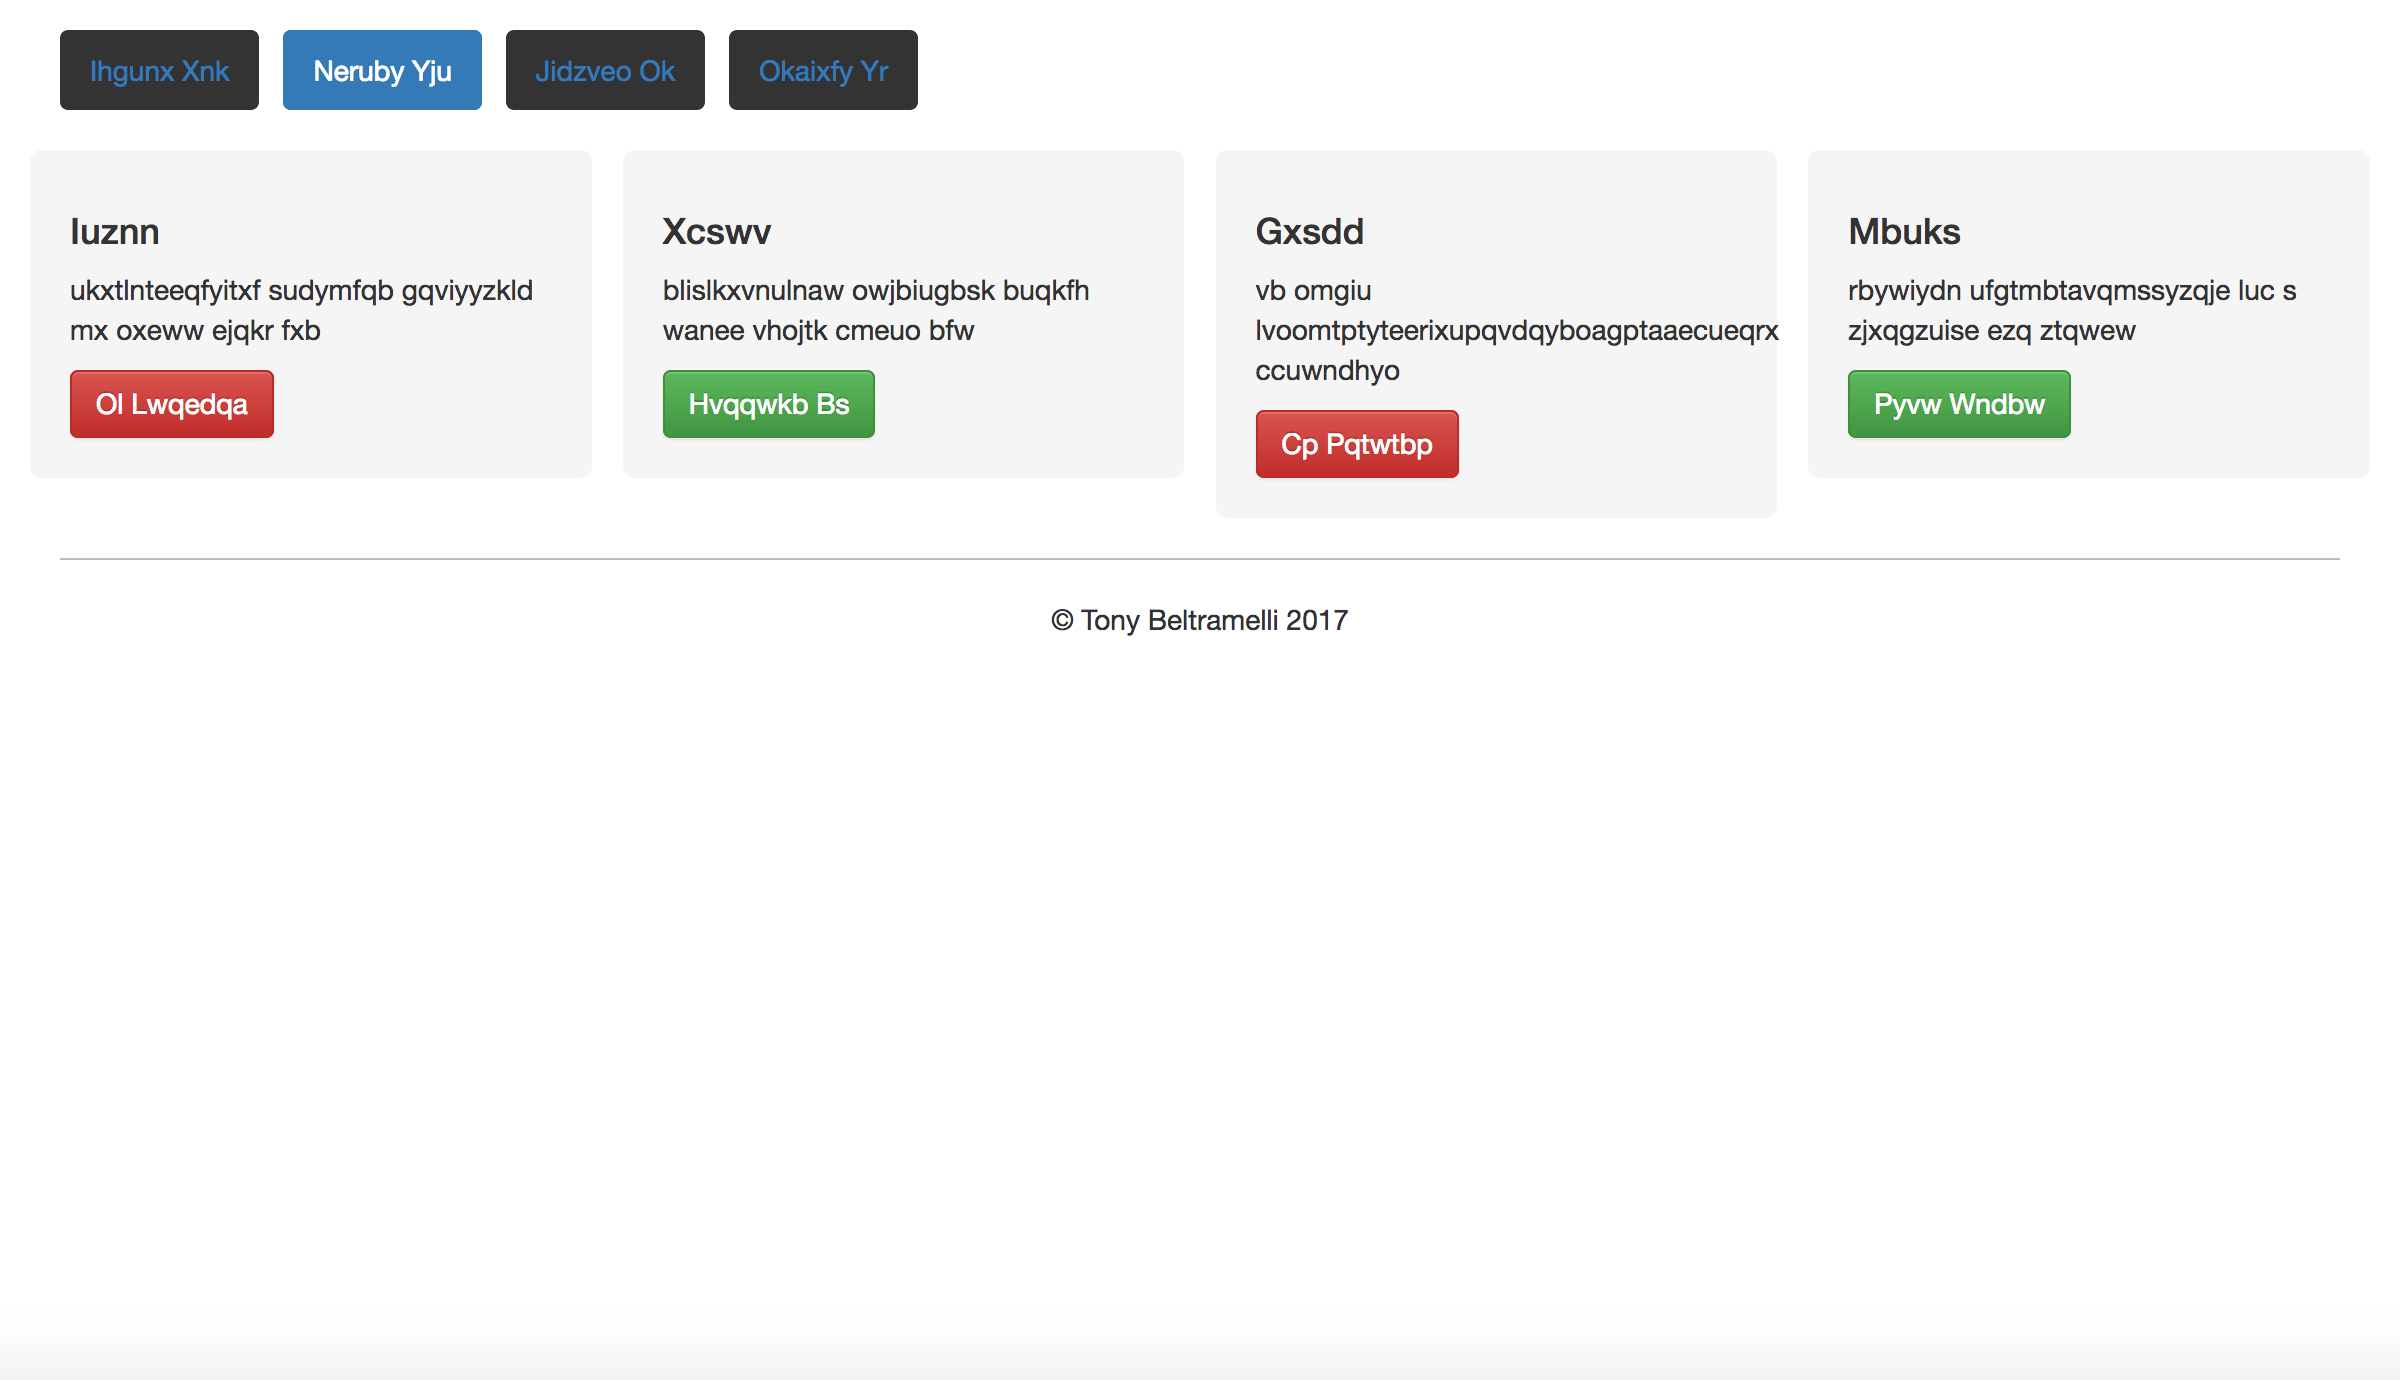 Ihgunx Xnk
Neruby Yju
Jidzveo Ok
Okaixfy Yr
Iuznn
ukxtlnteeqfyitxf sudymfqb gqviyyzkld
mx oxeww ejqkr fxb
Ol Lwqedqa
Xcswv
blislkxvnulnaw owjbiugbsk buqkfh
wanee vhojtk cmeuo bfw
Hvqqwkb Bs
Gxsdd
vb omgiu
lvoomtptyteerixupqvdqyboagptaaecueqrx
ccuwndhyo
Cp Pqtwtbp
Mbuks
rbywiydn ufgtmbtavqmssyzqje luc s
zjxqgzuise ezq ztqwew
Pyvw Wndbw
© Tony Beltramelli 2017